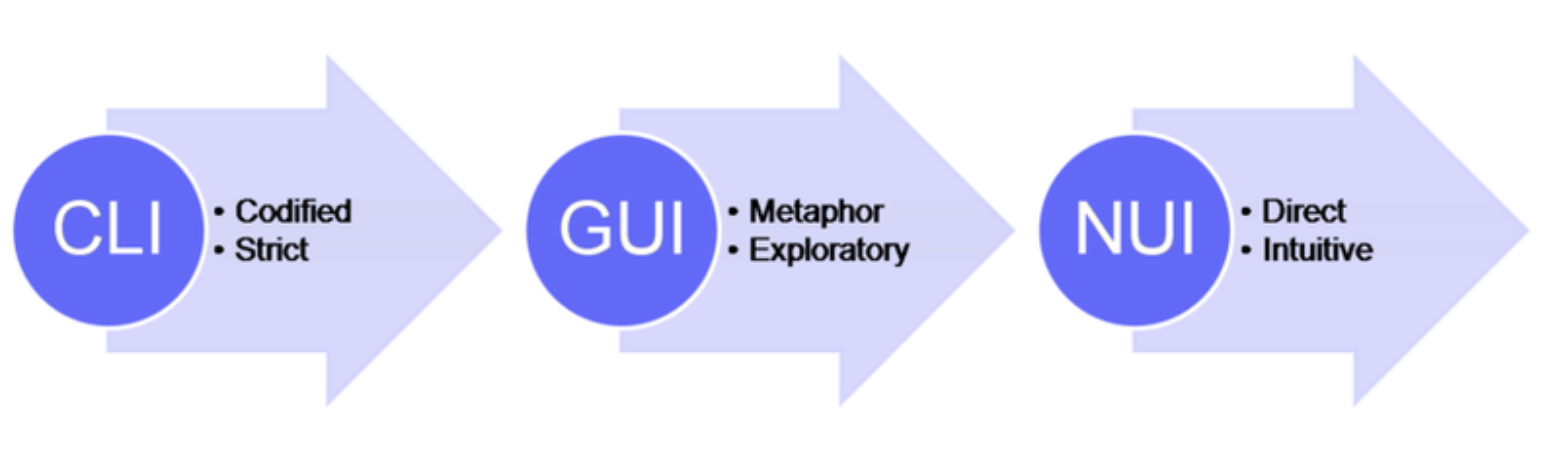 CLI
• Codified
• Strict
GUI
• Metaphor
• Exploratory
NUI
• Direct
• Intuitive